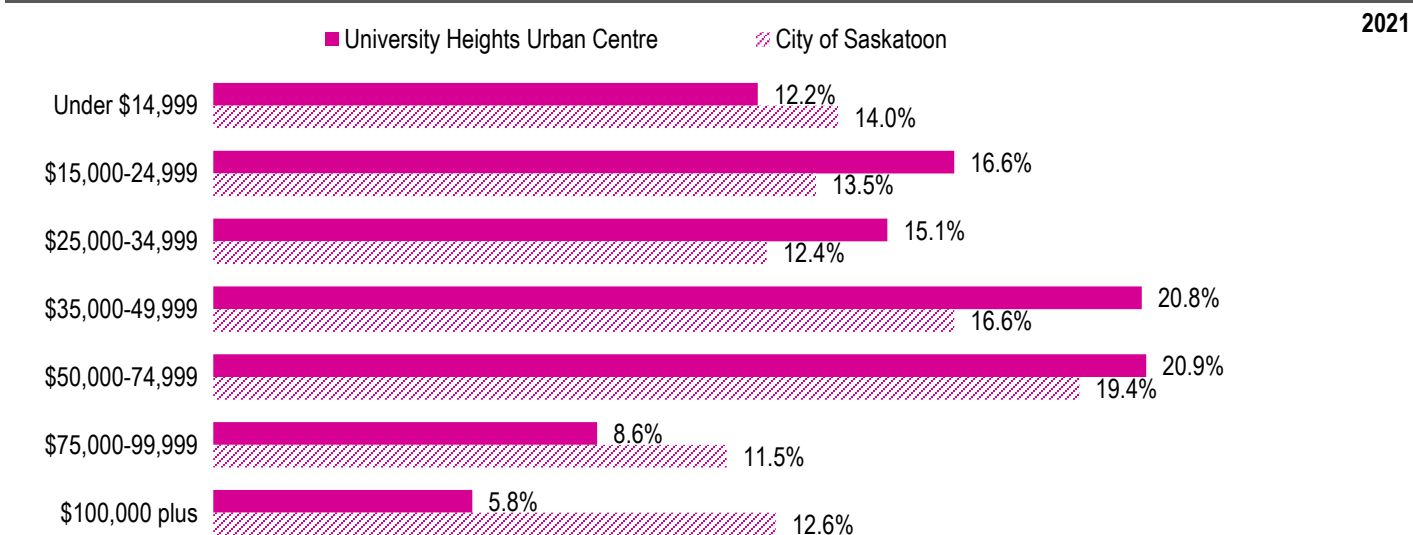 2021
University Heights Urban Centre City of Saskatoon
Under $14,999 12.2% 14.0%
$15,000-24,999 16.6% 13.5%
$25,000-34,999 15.1% 12.4%
$35,000-49,999 20.8% 16.6%
$50,000-74,999 20.9% 19.4%
$75,000-99,999 8.6% 11.5%
$100,000 plus 5.8% 12.6%